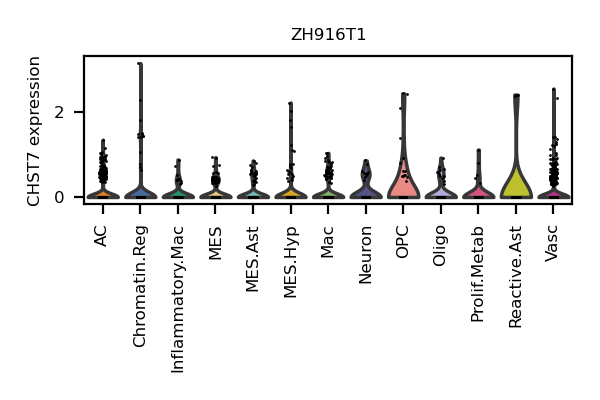 ZH916T1
CHST7 expression
2
0
AC
Chromatin.Reg
Inflammatory.Mac
MES
MES.Ast
MES.Hyp
Mac
Neuron
OPC
Oligo
Prolif.Metab
Reactive.Ast
Vasc